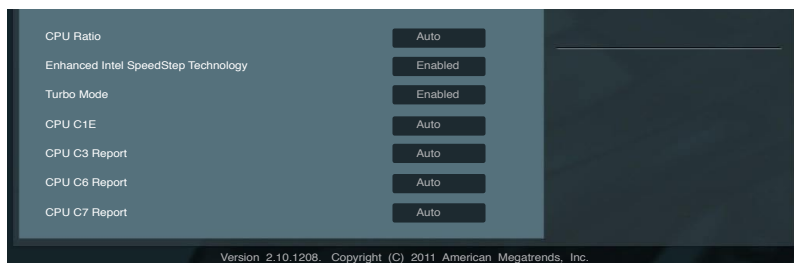 CPU Ratio Auto
Enhanced Intel SpeedStep Technology Enabled
Turbo Mode Enabled
CPU C1E Auto
CPU C3 Report Auto
CPU C6 Report Auto
CPU C7 Report Auto
Version 2.10.1208. Copyright (C) 2011 American Megatrends, Inc.